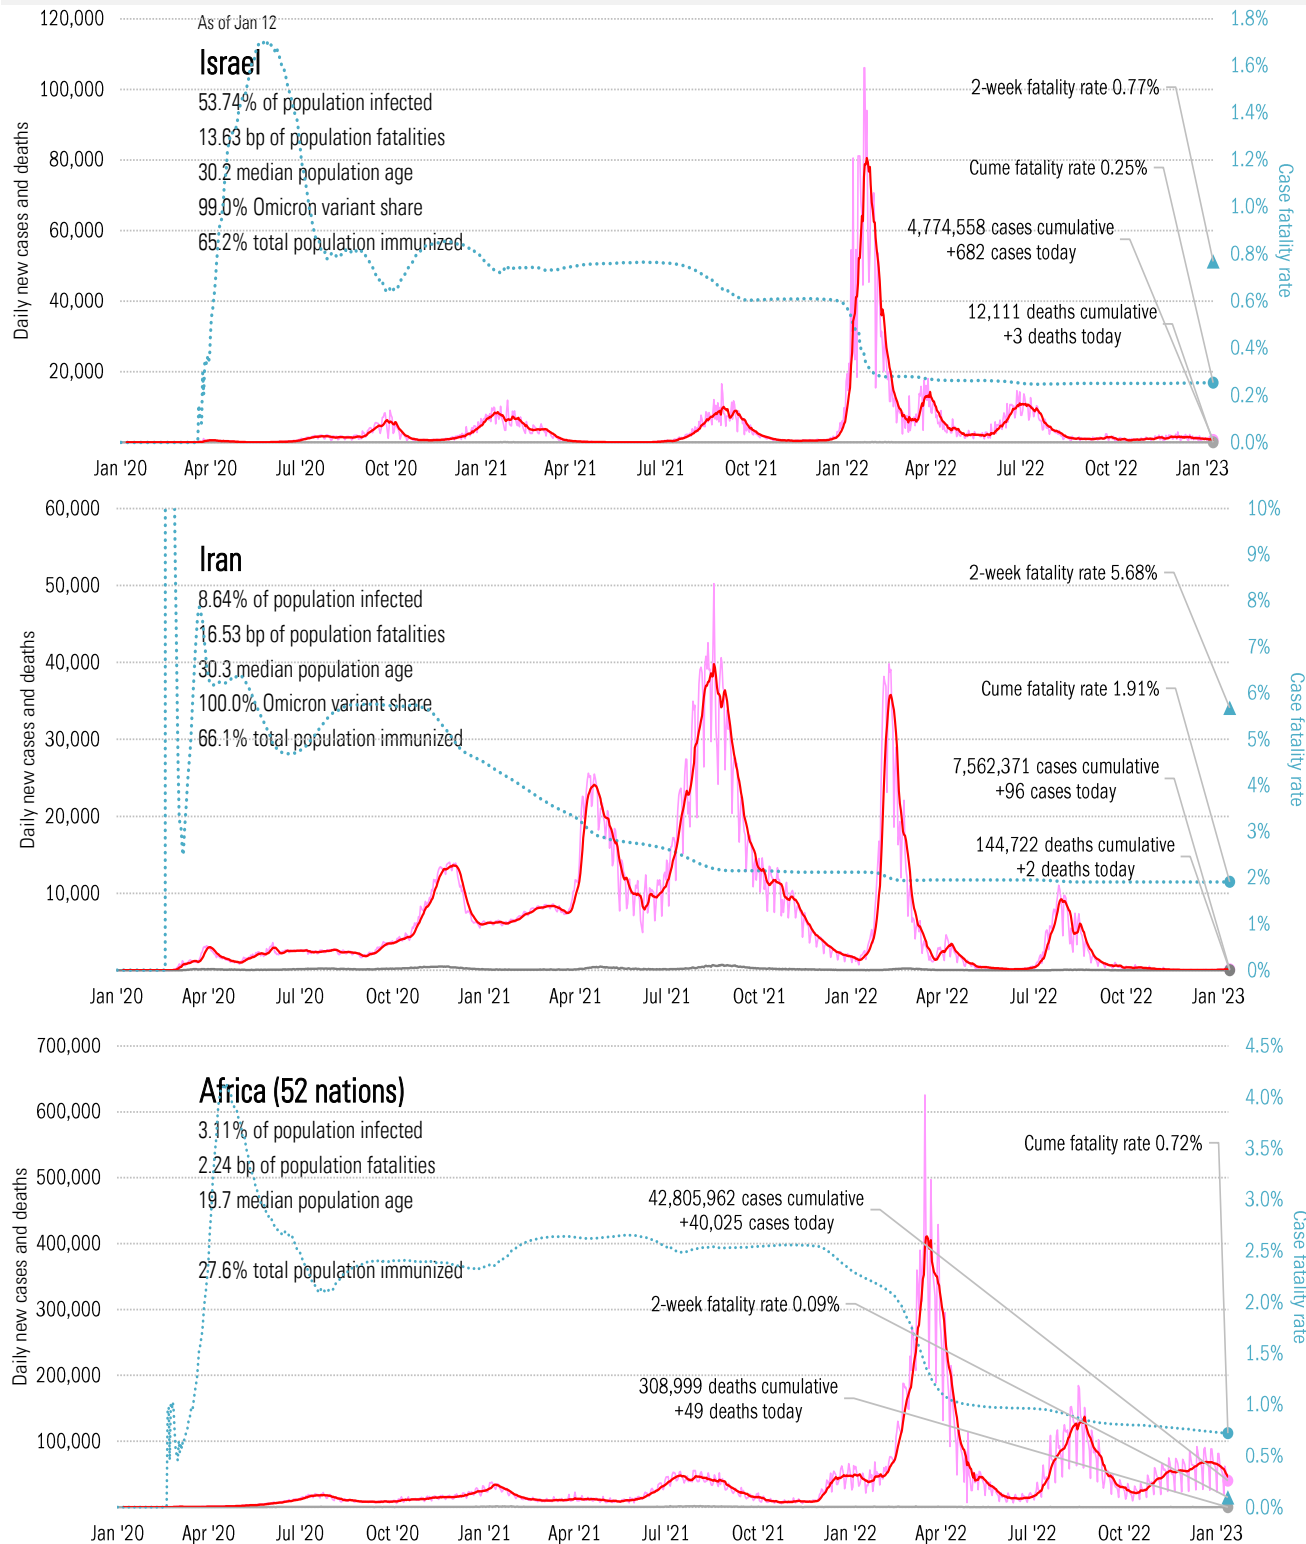 120,000
As of Jan 12
1.8%
Israel
1.6%
100,000
53.74% of population infected
2-week fatality rate 0.77%
1.4%
13.63 bp of population fatalities
80,000
1.2%
30.2 median population age
Cume fatality rate 0.25%
99.0% Omicron variant share
1.0%
60,000
4,774,558 cases cumulative
+682 cases today
65.2% total population immunized
0.8%
40,000
0.6%
12,111 deaths cumulative
+3 deaths today
0.4%
20,000
0.2%
0.0%
Daily new cases and deaths
Case fatality rate
Jan '20 Apr '20 Jul '20 Oct '20 Jan '21 Apr '21 Jul '21 Oct '21 Jan '22 Apr '22 Jul '22 Oct '22 Jan '23
60,000
10%
Iran
9%
50,000
2-week fatality rate 5.68%
8.64% of population infected
8%
16.53 bp of population fatalities
7%
40,000
30.3 median population age
Cume fatality rate 1.91%
6%
100.0% Omicron variant share
30,000
66.1% total population immunized
5%
7,562,371 cases cumulative
+96 cases today
4%
20,000
3%
144,722 deaths cumulative
+2 deaths today
2%
10,000
1%
0%
Daily new cases and deaths
Case fatality rate
Jan '20 Apr '20 Jul '20 Oct '20 Jan '21 Apr '21 Jul '21 Oct '21 Jan '22 Apr '22 Jul '22 Oct '22 Jan '23
700,000
4.5%
Africa (52 nations)
4.0%
600,000
3.11% of population infected
Cume fatality rate 0.72%
3.5%
2.24 bp of population fatalities
500,000
19.7 median population age
3.0%
42,805,962 cases cumulative
+40,025 cases today
400,000
2.5%
27.6% total population immunized
300,000
2-week fatality rate 0.09%
2.0%
1.5%
200,000
308,999 deaths cumulative
+49 deaths today
1.0%
100,000
0.5%
0.0%
Daily new cases and deaths
Case fatality rate
Jan '20 Apr '20 Jul '20 Oct '20 Jan '21 Apr '21 Jul '21 Oct '21 Jan '22 Apr '22 Jul '22 Oct '22 Jan '23